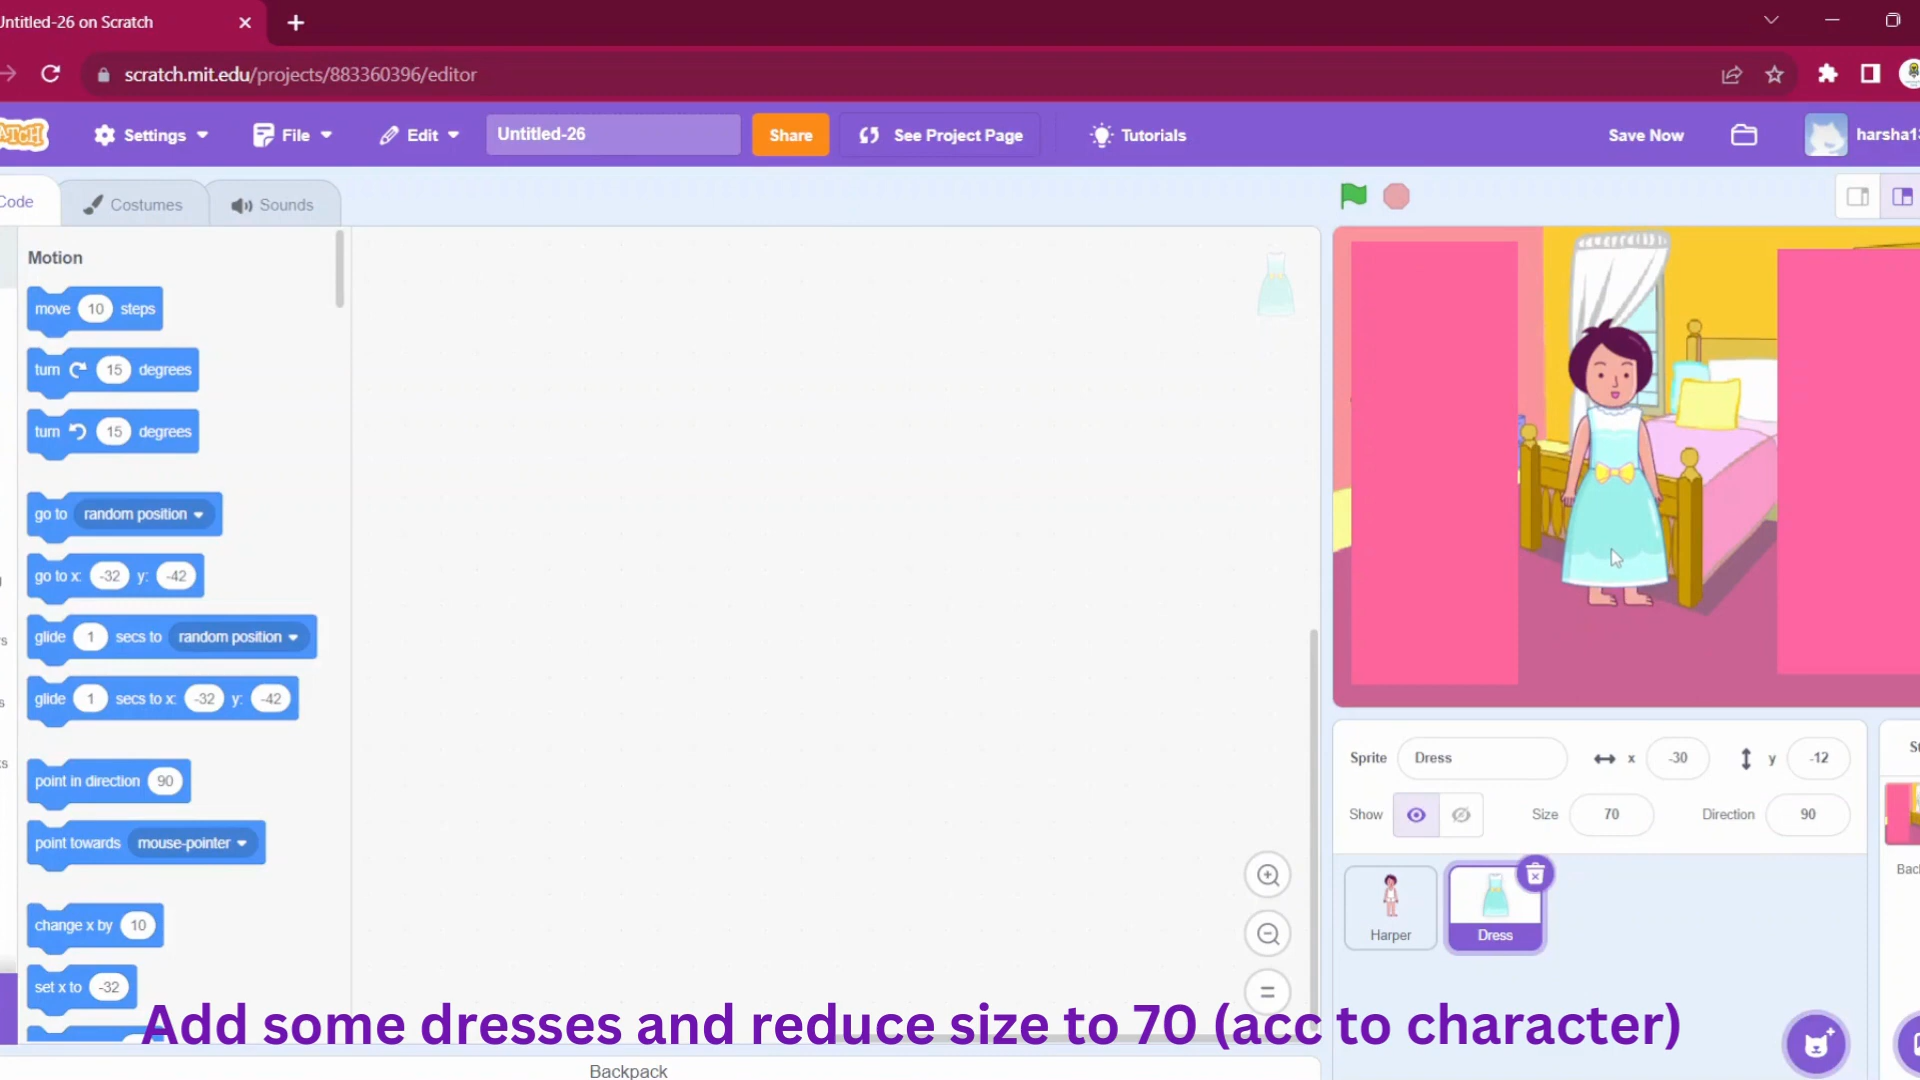 Untitled-26 on Scratch
scratch.mit.edu/projects/883360396/editor
Settings File Edit Untitled-26 Share See Project Page Tutorials Save Now
Code Costumes Sounds
Motion
move 10 steps
turn 15 degrees
turn 15 degrees
go to random position
go to x: -32 y: -42
glide 1 secs to random position
glide 1 secs to x: -32 y: -42
point in direction 90
point towards mouse-pointer
change x by 10
set x to -32
Sprite Dress x -30 y -12
Show Size 70 Direction 90
Harper
Dress
Add some dresses and reduce size to 70 (acc to character)
Backpack